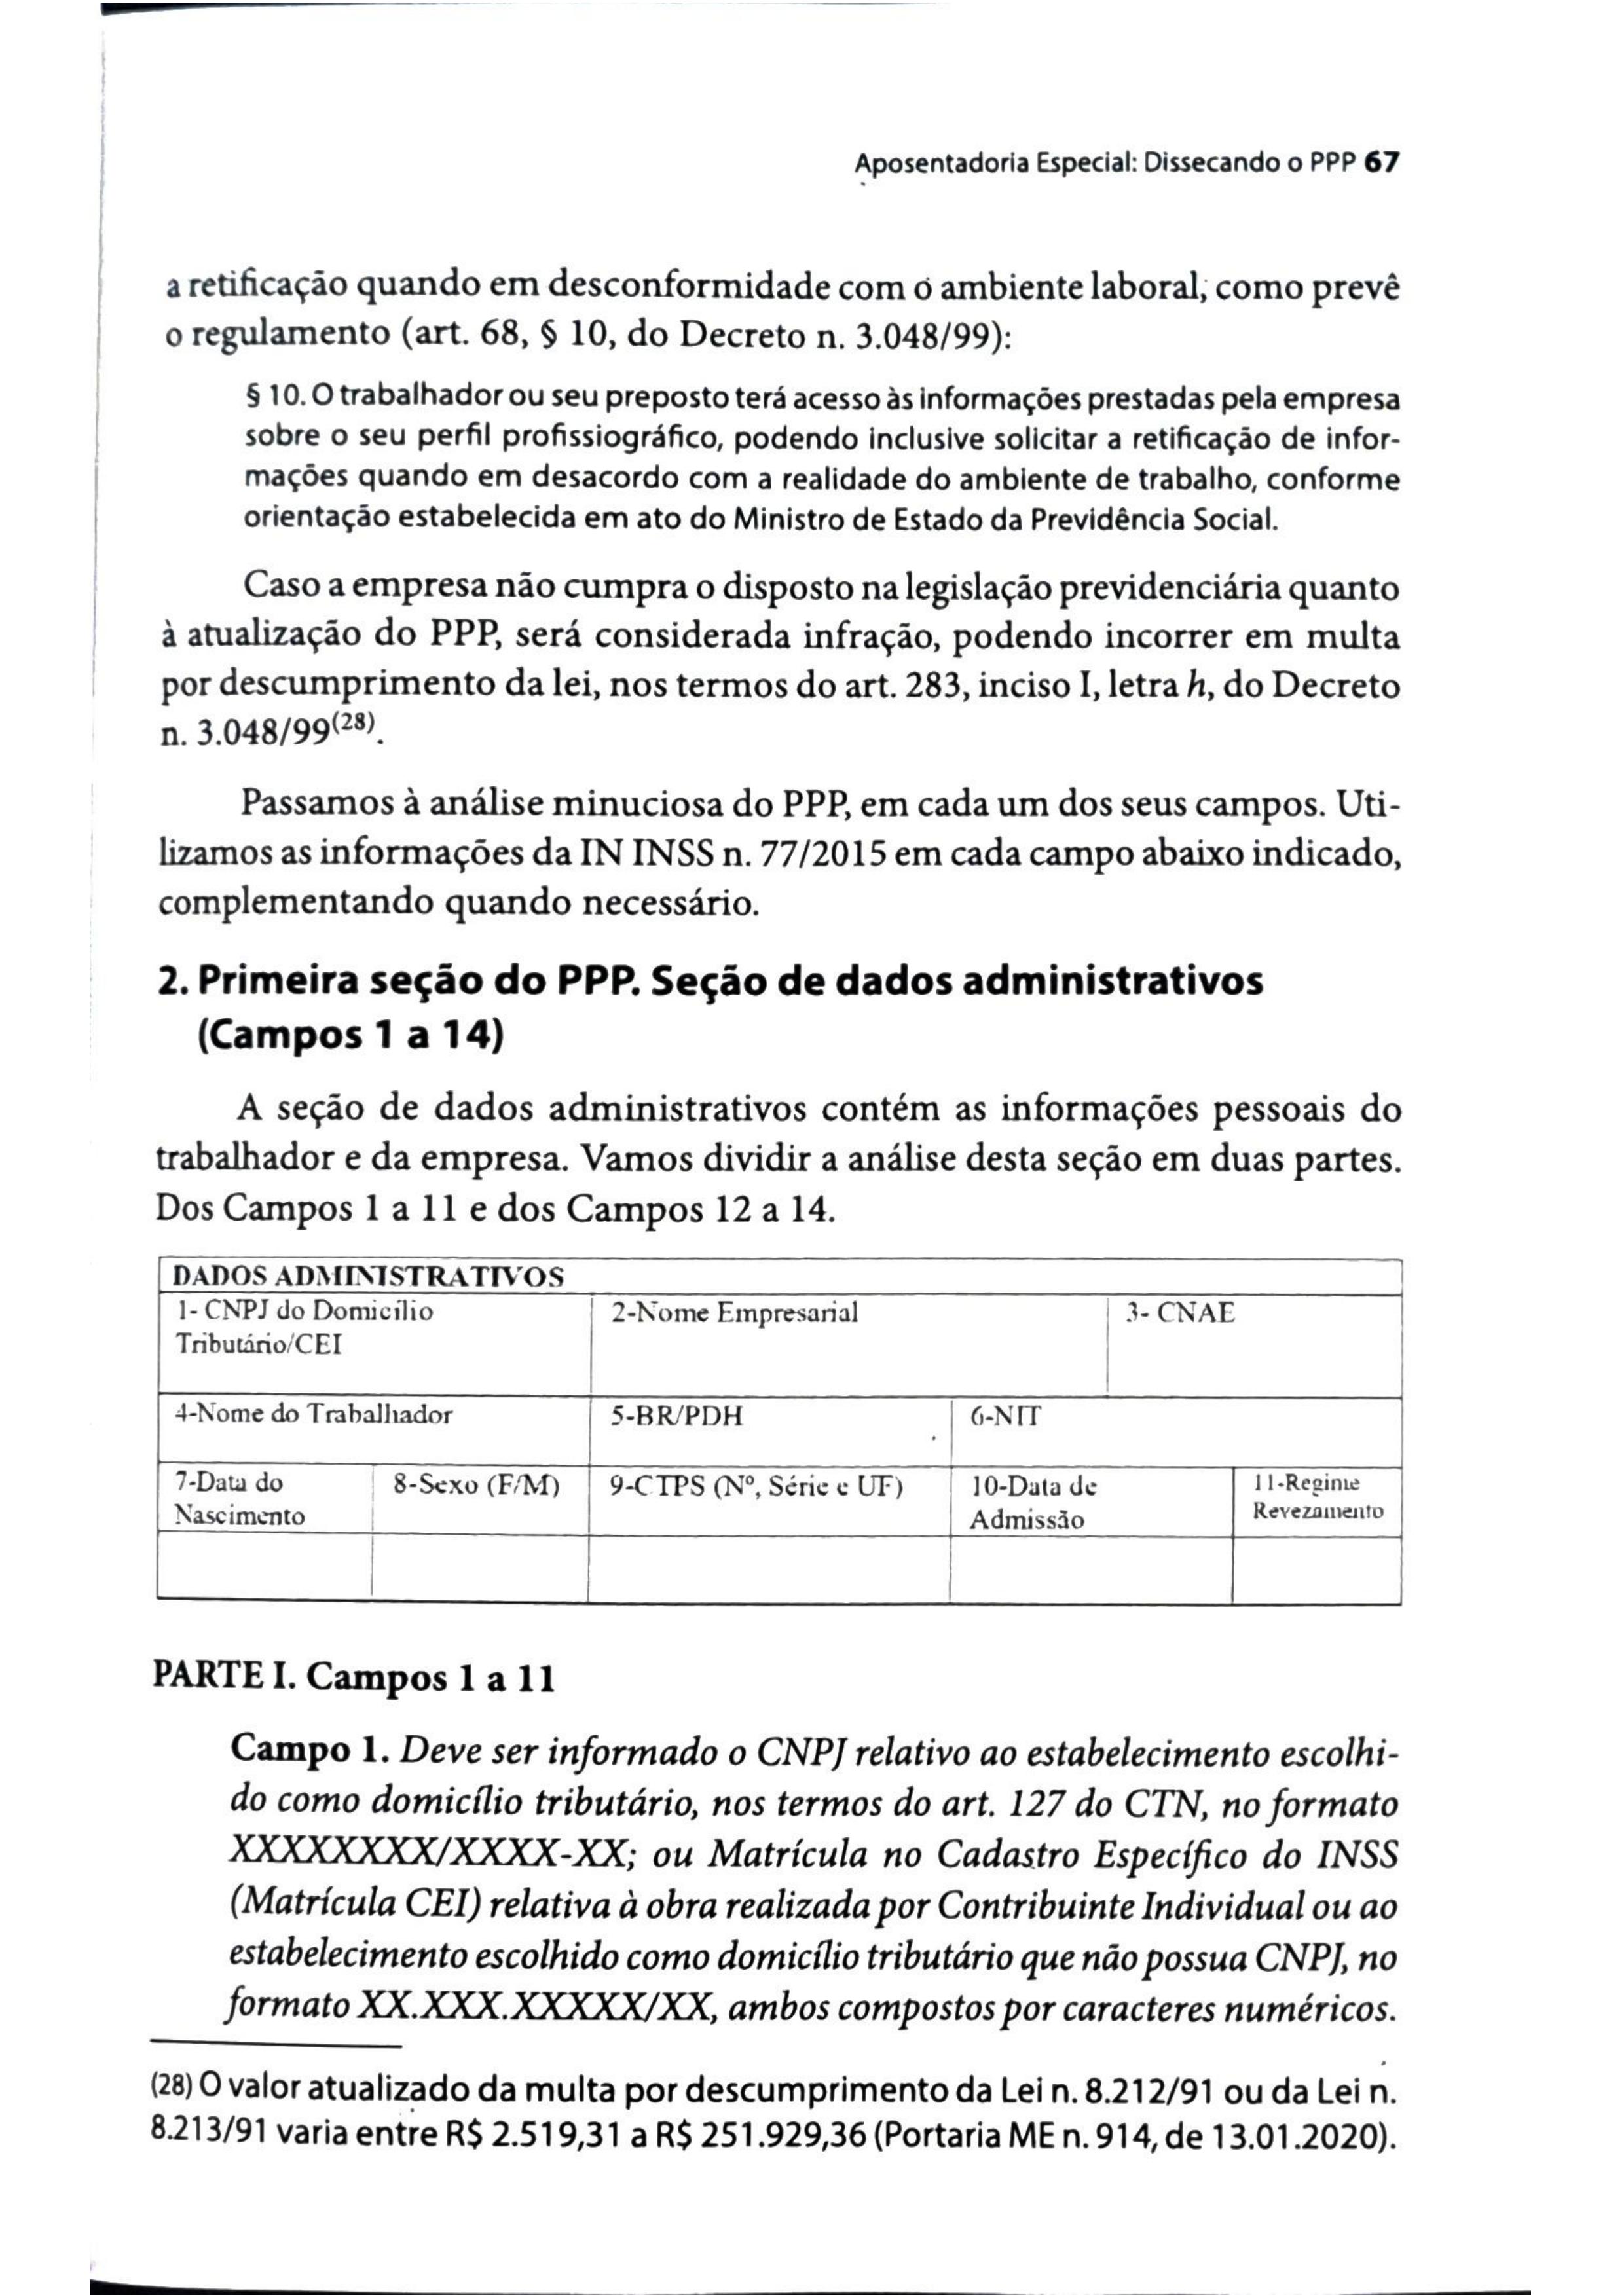 Aposentadoria Especial: Dissecando o PPP 67
a retificação quando em desconformidade com o ambiente laboral, como prevê
o regulamento (art. 68, § 10, do Decreto n. 3.048/99):
§ 10. O trabalhador ou seu preposto terá acesso às informações prestadas pela empresa
sobre o seu perfil profissiográfico, podendo inclusive solicitar a retificação de infor-
mações quando em desacordo com a realidade do ambiente de trabalho, conforme
orientação estabelecida em ato do Ministro de Estado da Previdência Social.
Caso a empresa não cumpra o disposto na legislação previdenciária quanto
à atualização do PPP, será considerada infração, podendo incorrer em multa
por descumprimento da lei, nos termos do art. 283, inciso I, letra h, do Decreto
n. 3.048/99(28).
Passamos à análise minuciosa do PPP, em cada um dos seus campos. Uti-
lizamos as informações da IN INSS n. 77/2015 em cada campo abaixo indicado,
complementando quando necessário.
2. Primeira seção do PPP. Seção de dados administrativos
(Campos 1 a 14)
A seção de dados administrativos contém as informações pessoais do
trabalhador e da empresa. Vamos dividir a análise desta seção em duas partes.
Dos Campos 1 a 11 e dos Campos 12 a 14.
DADOS ADMINISTRATIVOS
1- CNPJ do Domicílio
Tributário/CEI
2-Nome Empresarial
3- CNAE
4-Nome do Trabalhador
5-BR/PDH
6-NIT
7-Data do
Nascimento
8-Sexo (F/M)
9-CTPS (Nº, Série e UF)
10-Data de
Admissão
11-Regime
Revezamento
PARTE I. Campos 1 a 11
Campo 1. Deve ser informado o CNPJ relativo ao estabelecimento escolhi-
do como domicílio tributário, nos termos do art. 127 do CTN, no formato
XXXXXXXX/XXXX-XX; ou Matrícula no Cadastro Específico do INSS
(Matrícula CEI) relativa à obra realizada por Contribuinte Individual ou ao
estabelecimento escolhido como domicílio tributário que não possua CNPJ, no
formato XX.XXX.XXXXX/XX, ambos compostos por caracteres numéricos.
(28) O valor atualizado da multa por descumprimento da Lei n. 8.212/91 ou da Lei n.
8.213/91 varia entre R$ 2.519,31 a R$ 251.929,36 (Portaria ME n. 914, de 13.01.2020).